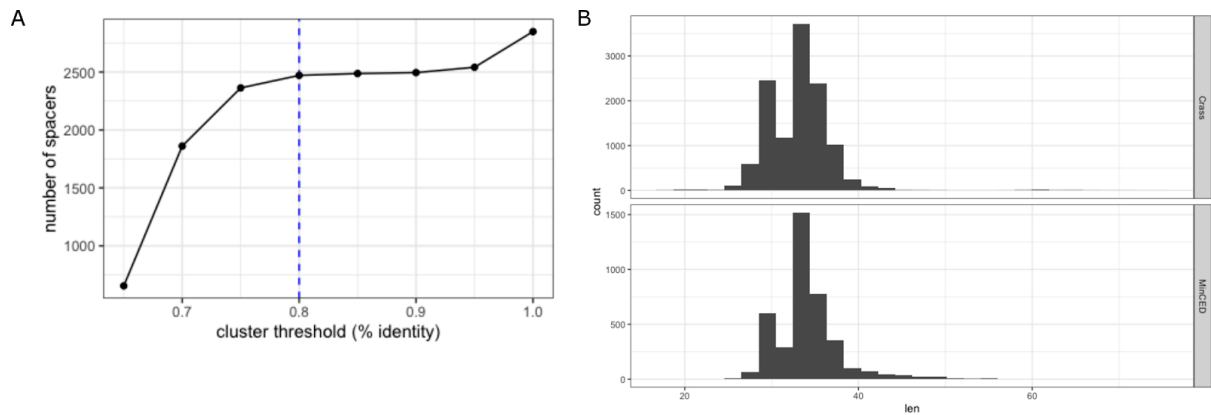 A
number of spacers
2500
2000
1500
1000
0.7 0.8 0.9 1.0
cluster threshold (% identity)
B
count
3000
2000
1000
0
Crass
1500
1000
500
0
MinCED
20 40 60
len